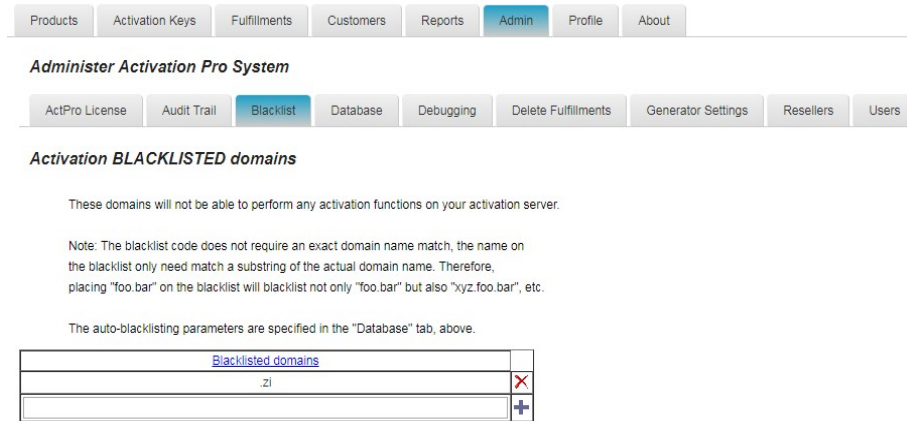 Products Activation Keys Fulfillments Customers Reports Admin Profile About
Administer Activation Pro System
ActPro License Audit Trail Blacklist Database Debugging Delete Fulfillments Generator Settings Resellers Users
Activation BLACKLISTED domains
These domains will not be able to perform any activation functions on your activation server.
Note: The blacklist code does not require an exact domain name match, the name on
the blacklist only need match a substring of the actual domain name. Therefore,
placing "foo.bar" on the blacklist will blacklist not only "foo.bar" but also "xyz.foo.bar", etc.
The auto-blacklisting parameters are specified in the "Database" tab, above.
Blacklisted domains
.zi